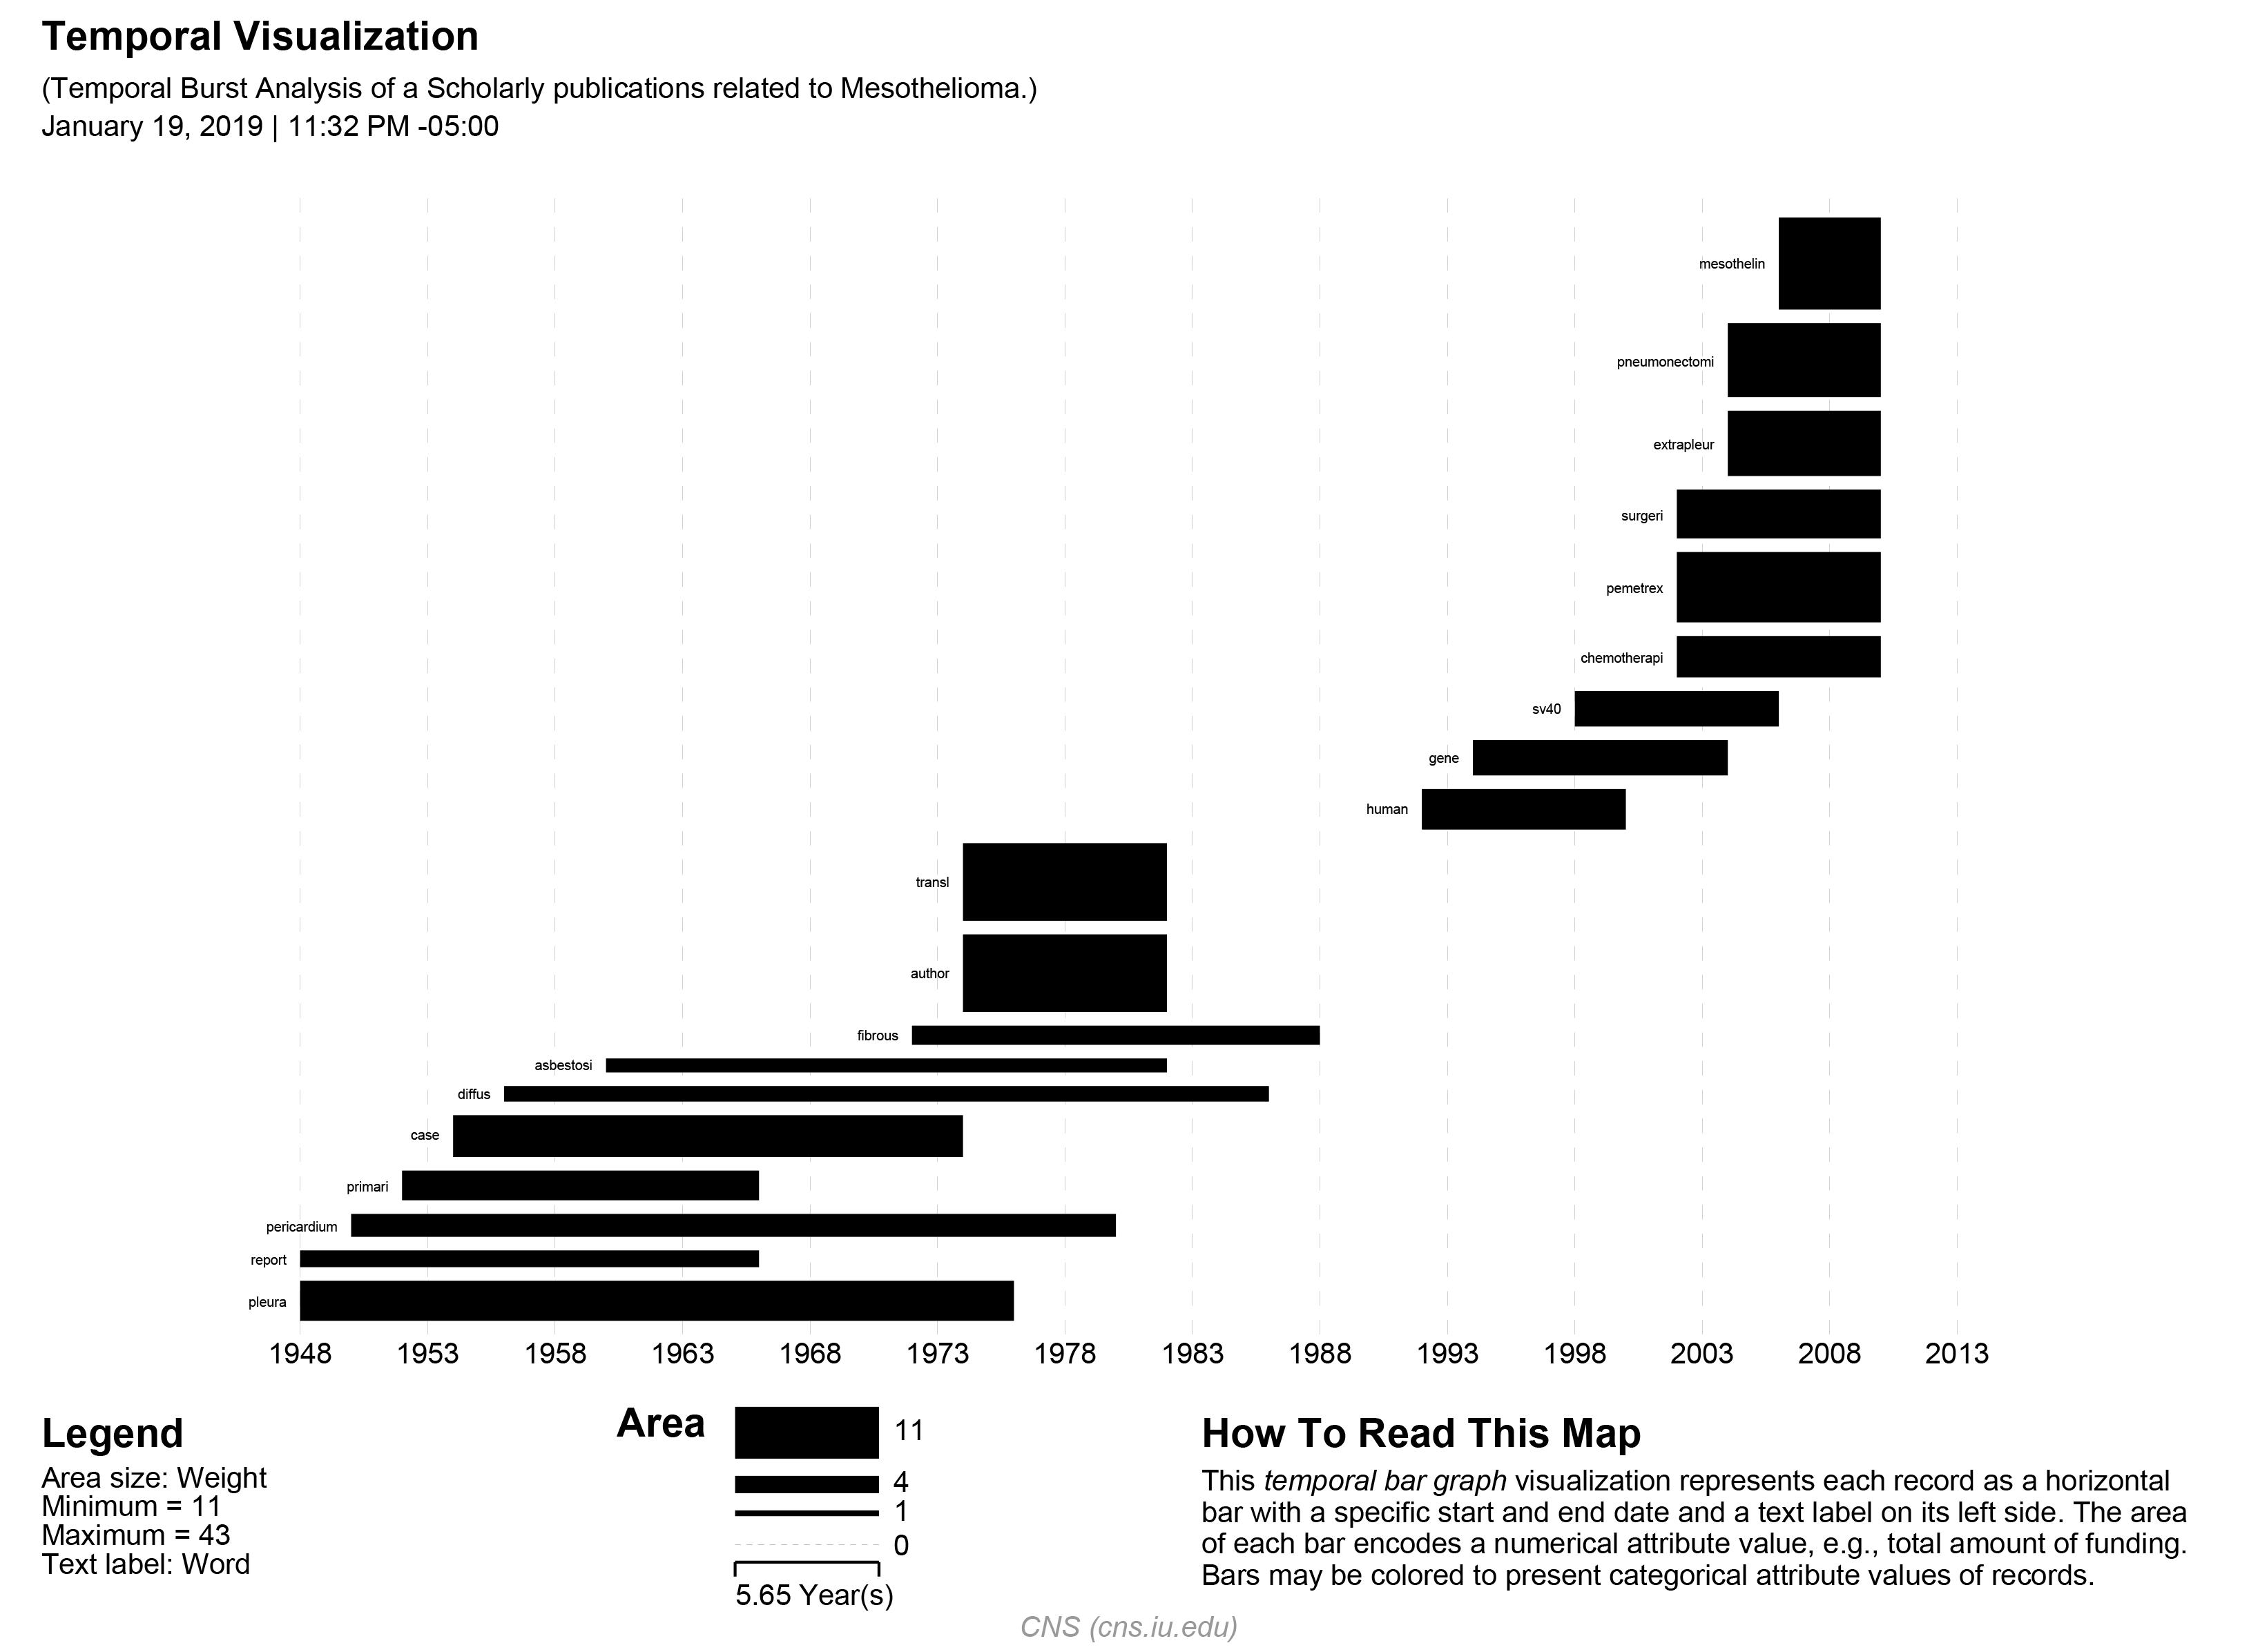 Temporal Visualization
(Temporal Burst Analysis of a Scholarly publications related to Mesothelioma.)
January 19, 2019 | 11:32 PM -05:00
mesothelin
pneumonectomi
extrapleur
surgeri
pemetrex
chemotherapi
sv40
gene
human
transl
author
fibrous
asbestosi
diffus
case
primari
pericardium
report
pleura
1948 1953 1958 1963 1968 1973 1978 1983 1988 1993 1998 2003 2008 2013
Legend
Area size: Weight
Minimum = 11
Maximum = 43
Text label: Word
Area
11
4
1
0
5.65 Year(s)
How To Read This Map
This temporal bar graph visualization represents each record as a horizontal
bar with a specific start and end date and a text label on its left side. The area
of each bar encodes a numerical attribute value, e.g., total amount of funding.
Bars may be colored to present categorical attribute values of records.
CNS (cns.iu.edu)